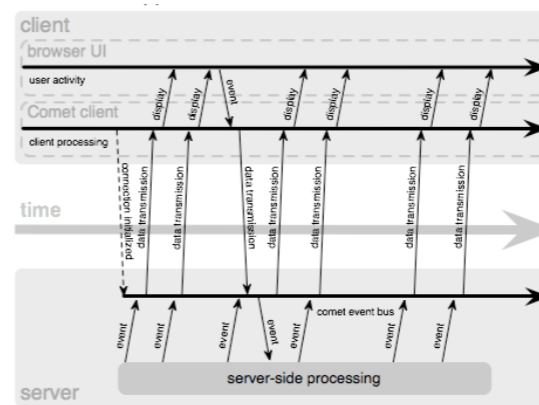 client
browser UI
user activity
display
display
event
display
display
display
display
Comet client
client processing
connection initialized
data transmission
data transmission
data transmission
data transmission
data transmission
data transmission
data transmission
time
comet event bus
event
event
event
event
event
event
event
server-side processing
server